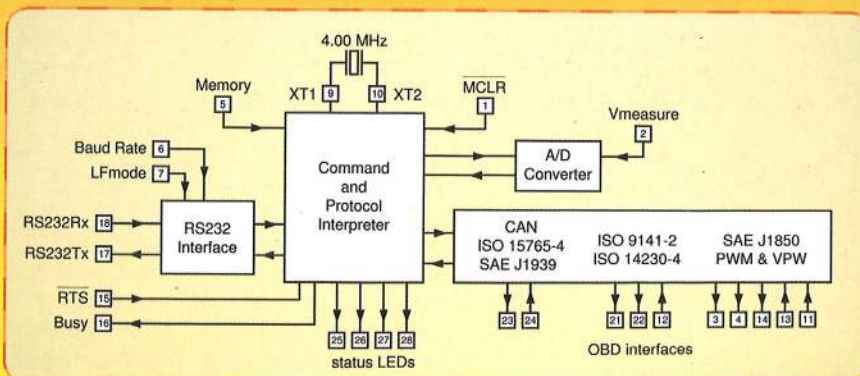 4.00 MHz
XT1 9 10 XT2
Memory
5
MCLR
1
Vmeasure
2
Baud Rate 6
LFmode 7
A/D
Converter
Command
and
Protocol
Interpreter
RS232Rx 18
RS232Tx 17
RS232
Interface
CAN
ISO 15765-4
SAE J1939
ISO 9141-2
ISO 14230-4
SAE J1850
PWM & VPW
RTS 15
Busy 16
25 26 27 28
status LEDs
23 24
21 22 12
3 4 14 13 11
OBD interfaces